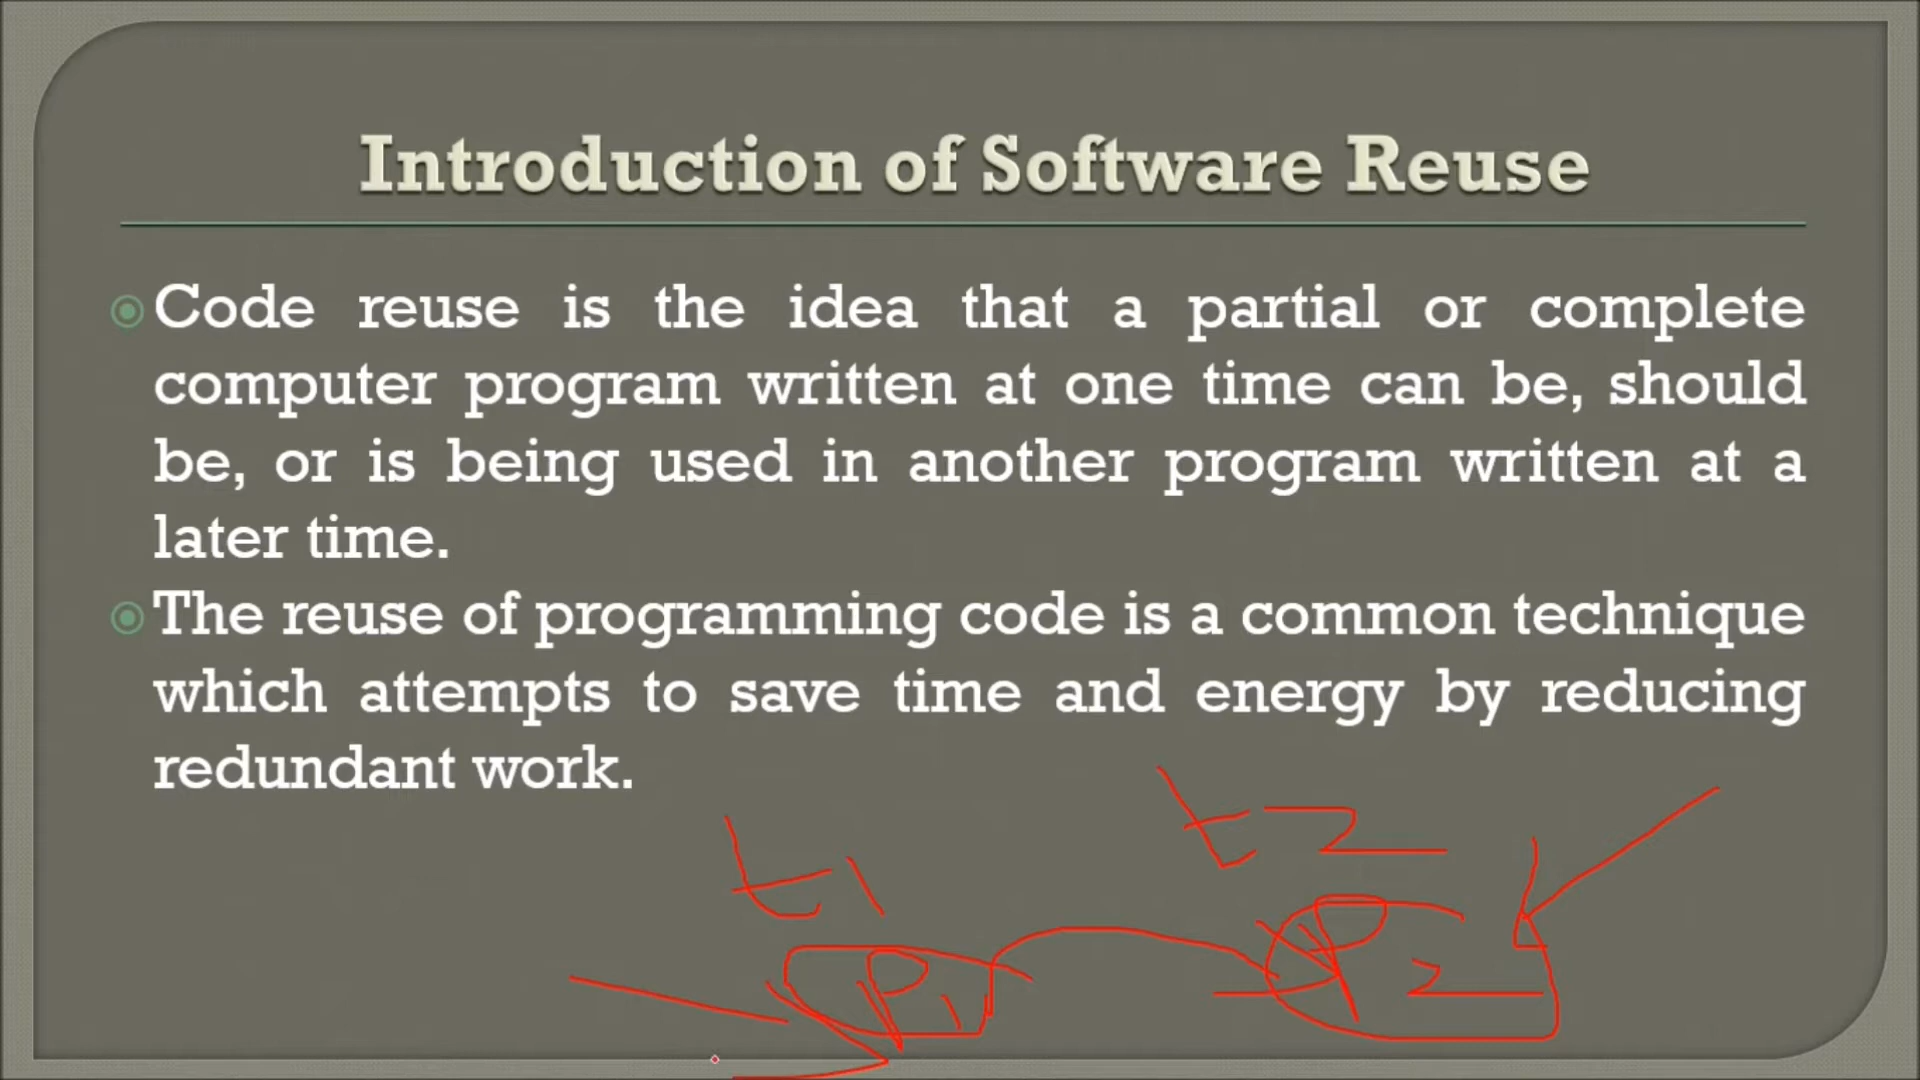 Introduction of Software Reuse
Code reuse is the idea that a partial or complete
computer program written at one time can be, should
be, or is being used in another program written at a
later time.
The reuse of programming code is a common technique
which attempts to save time and energy by reducing
redundant work.
t1
t2
P1
P2